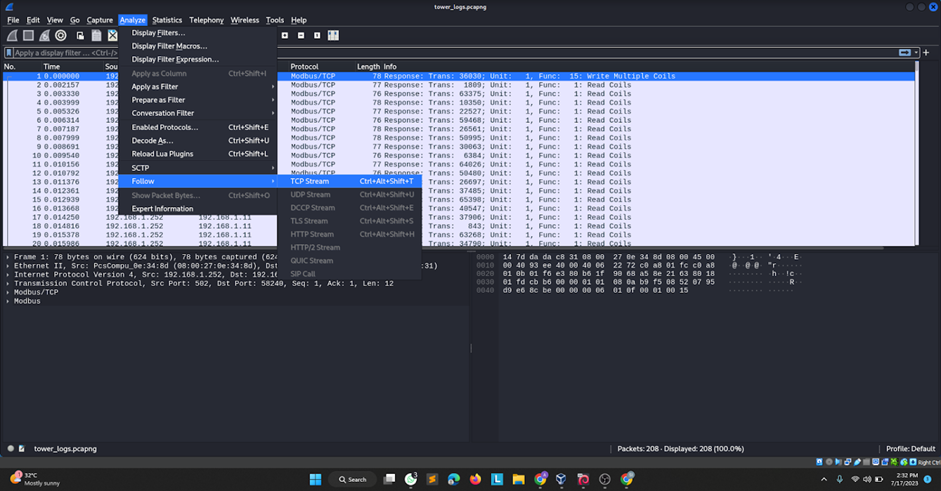 tower_logs.pcapng
File Edit View Go Capture Analyze Statistics Telephony Wireless Tools Help
Apply a display filter … <Ctrl-/>
Display Filters…
Display Filter Macros…
Display Filter Expression…
Apply as Column Ctrl+Shift+I
Apply as Filter
Prepare as Filter
Conversation Filter
Enabled Protocols… Ctrl+Shift+E
Decode As… Ctrl+Shift+U
Reload Lua Plugins Ctrl+Shift+L
SCTP
Follow
Show Packet Bytes… Ctrl+Shift+O
Expert Information
TCP Stream Ctrl+Alt+Shift+T
UDP Stream Ctrl+Alt+Shift+U
DCCP Stream Ctrl+Alt+Shift+E
TLS Stream Ctrl+Alt+Shift+S
HTTP Stream Ctrl+Alt+Shift+H
HTTP/2 Stream
QUIC Stream
SIP Call
No. Time Sou Protocol Length Info
1 0.000000 192 Modbus/TCP 78 Response: Trans: 36030; Unit: 1, Func: 15: Write Multiple Coils
2 0.002157 192 Modbus/TCP 77 Response: Trans: 1809; Unit: 1, Func: 1: Read Coils
3 0.003330 192 Modbus/TCP 76 Response: Trans: 63375; Unit: 1, Func: 1: Read Coils
4 0.003999 192 Modbus/TCP 78 Response: Trans: 10350; Unit: 1, Func: 1: Read Coils
5 0.005326 192 Modbus/TCP 77 Response: Trans: 22527; Unit: 1, Func: 1: Read Coils
6 0.006314 192 Modbus/TCP 76 Response: Trans: 59468; Unit: 1, Func: 1: Read Coils
7 0.007187 192 Modbus/TCP 78 Response: Trans: 26561; Unit: 1, Func: 1: Read Coils
8 0.007999 192 Modbus/TCP 78 Response: Trans: 50995; Unit: 1, Func: 1: Read Coils
9 0.008691 192 Modbus/TCP 77 Response: Trans: 30063; Unit: 1, Func: 1: Read Coils
10 0.009540 192 Modbus/TCP 76 Response: Trans: 6384; Unit: 1, Func: 1: Read Coils
11 0.010156 192 Modbus/TCP 77 Response: Trans: 64026; Unit: 1, Func: 1: Read Coils
12 0.010792 192 Modbus/TCP 76 Response: Trans: 50480; Unit: 1, Func: 1: Read Coils
13 0.011376 192 26697; Unit: 1, Func: 1: Read Coils
14 0.012361 192 37485; Unit: 1, Func: 1: Read Coils
15 0.012939 192 65398; Unit: 1, Func: 1: Read Coils
16 0.013668 192 40547; Unit: 1, Func: 1: Read Coils
17 0.014250 192.168.1.252 192.168.1.11 37906; Unit: 1, Func: 1: Read Coils
18 0.014917 192.168.1.252 192.168.1.11 843; Unit: 1, Func: 1: Read Coils
19 0.015378 192.168.1.252 192.168.1.11 63268; Unit: 1, Func: 1: Read Coils
20 0.015986 192.168.1.252 192.168.1.11 34790; Unit: 1, Func: 1: Read Coils
Frame 1: 78 bytes on wire (624 bits), 78 bytes captured (624
Ethernet II, Src: PcsCompu_0e:34:8d (08:00:27:0e:34:8d), Dst :31)
Internet Protocol Version 4, Src: 192.168.1.252, Dst: 192.16
Transmission Control Protocol, Src Port: 502, Dst Port: 58240, Seq: 1, Ack: 1, Len: 12
Modbus/TCP
Modbus
0000 14 7d da da c8 31 08 00 27 0e 34 8d 08 00 45 00
0010 00 40 93 ee 40 00 40 06 22 72 c0 a8 01 fc c0 a8
0020 01 0b 01 f6 e3 80 b6 1f 90 68 a5 8e 21 63 80 18
0030 01 fd cb b6 00 00 01 01 08 0a b9 f5 08 52 07 95
0040 d9 e6 8c be 00 00 00 06 01 0f 00 01 00 15
tower_logs.pcapng Packets: 208 · Displayed: 208 (100.0%) Profile: Default
Right Ctrl
32°C
Mostly sunny
Search
2:32 PM
7/17/2023